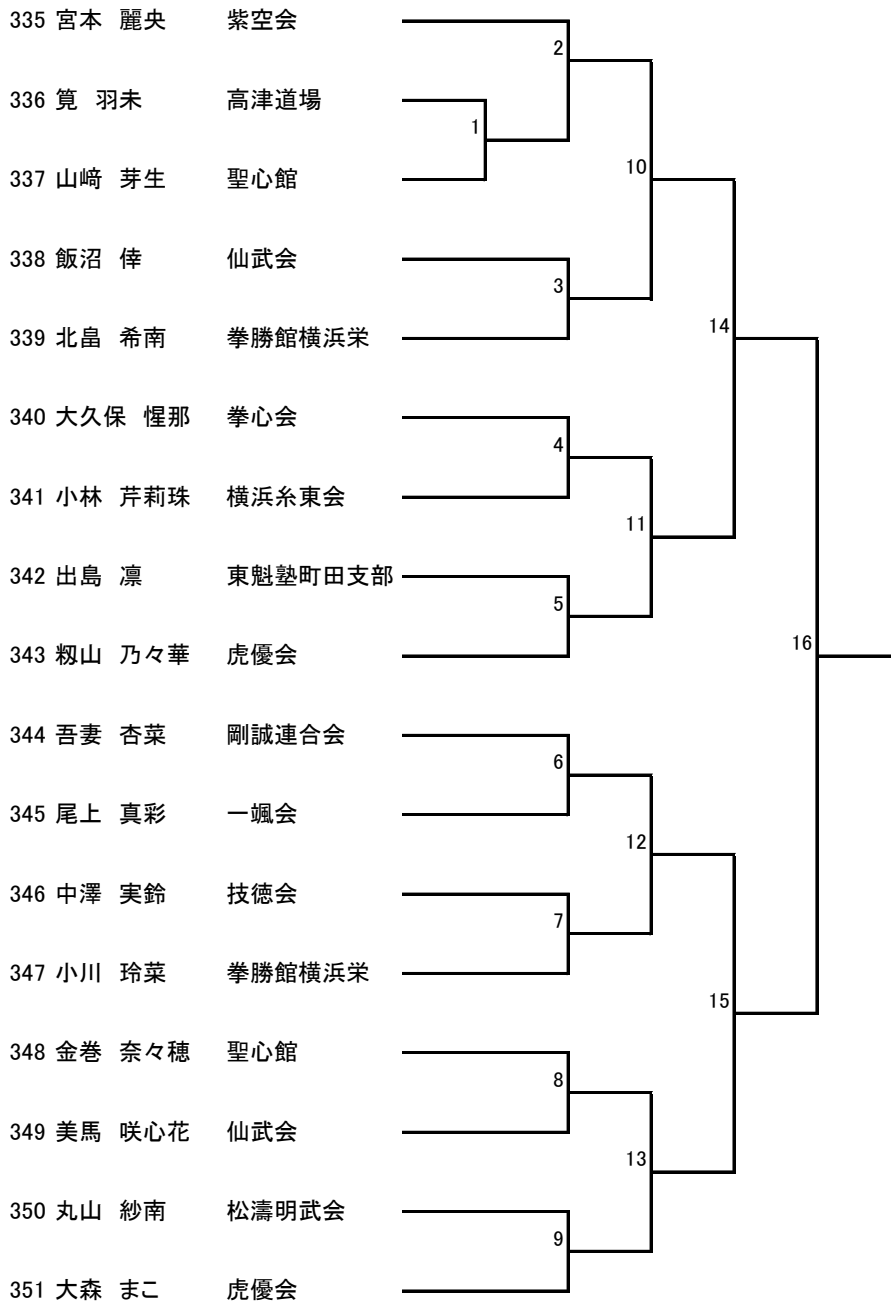 335 宮本 麗央 紫空会
2
336 筧 羽未 高津道場
1
337 山﨑 芽生 聖心館
10
338 飯沼 倖 仙武会
3
339 北畠 希南 拳勝館横浜栄
14
340 大久保 惺那 拳心会
4
341 小林 芹莉珠 横浜糸東会
11
342 出島 凛 東魁塾町田支部
5
343 籾山 乃々華 虎優会
16
344 吾妻 杏菜 剛誠連合会
6
345 尾上 真彩 一颯会
12
346 中澤 実鈴 技徳会
7
347 小川 玲菜 拳勝館横浜栄
15
348 金巻 奈々穂 聖心館
8
349 美馬 咲心花 仙武会
13
350 丸山 紗南 松濤明武会
9
351 大森 まこ 虎優会